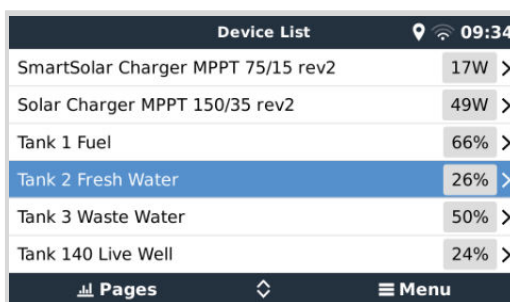 Device List 09:34
SmartSolar Charger MPPT 75/15 rev2 17W
Solar Charger MPPT 150/35 rev2 49W
Tank 1 Fuel 66%
Tank 2 Fresh Water 26%
Tank 3 Waste Water 50%
Tank 140 Live Well 24%
Pages Menu